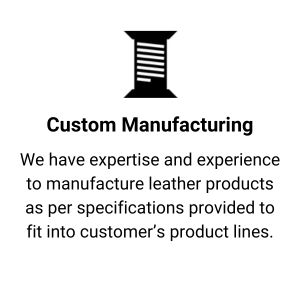 Custom Manufacturing
We have expertise and experience
to manufacture leather products
as per specifications provided to
fit into customer's product lines.